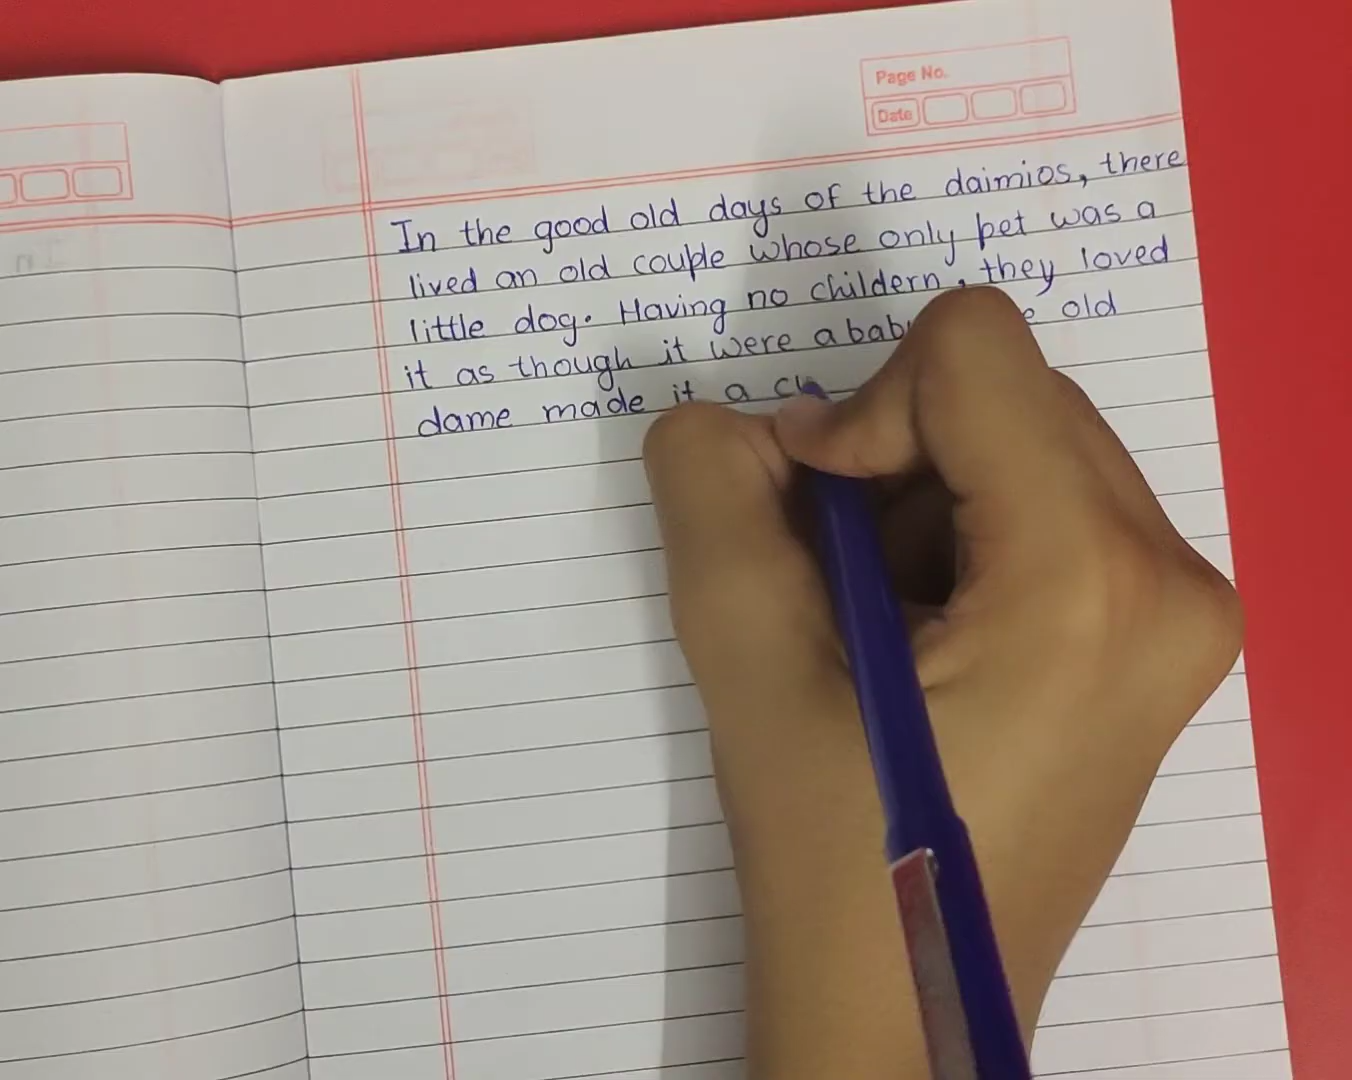 Page No.
Date
In the good old days of the daimios, there
lived an old couple whose only pet was a
little dog. Having no childern, they loved
it as though it were a old
dame made it a